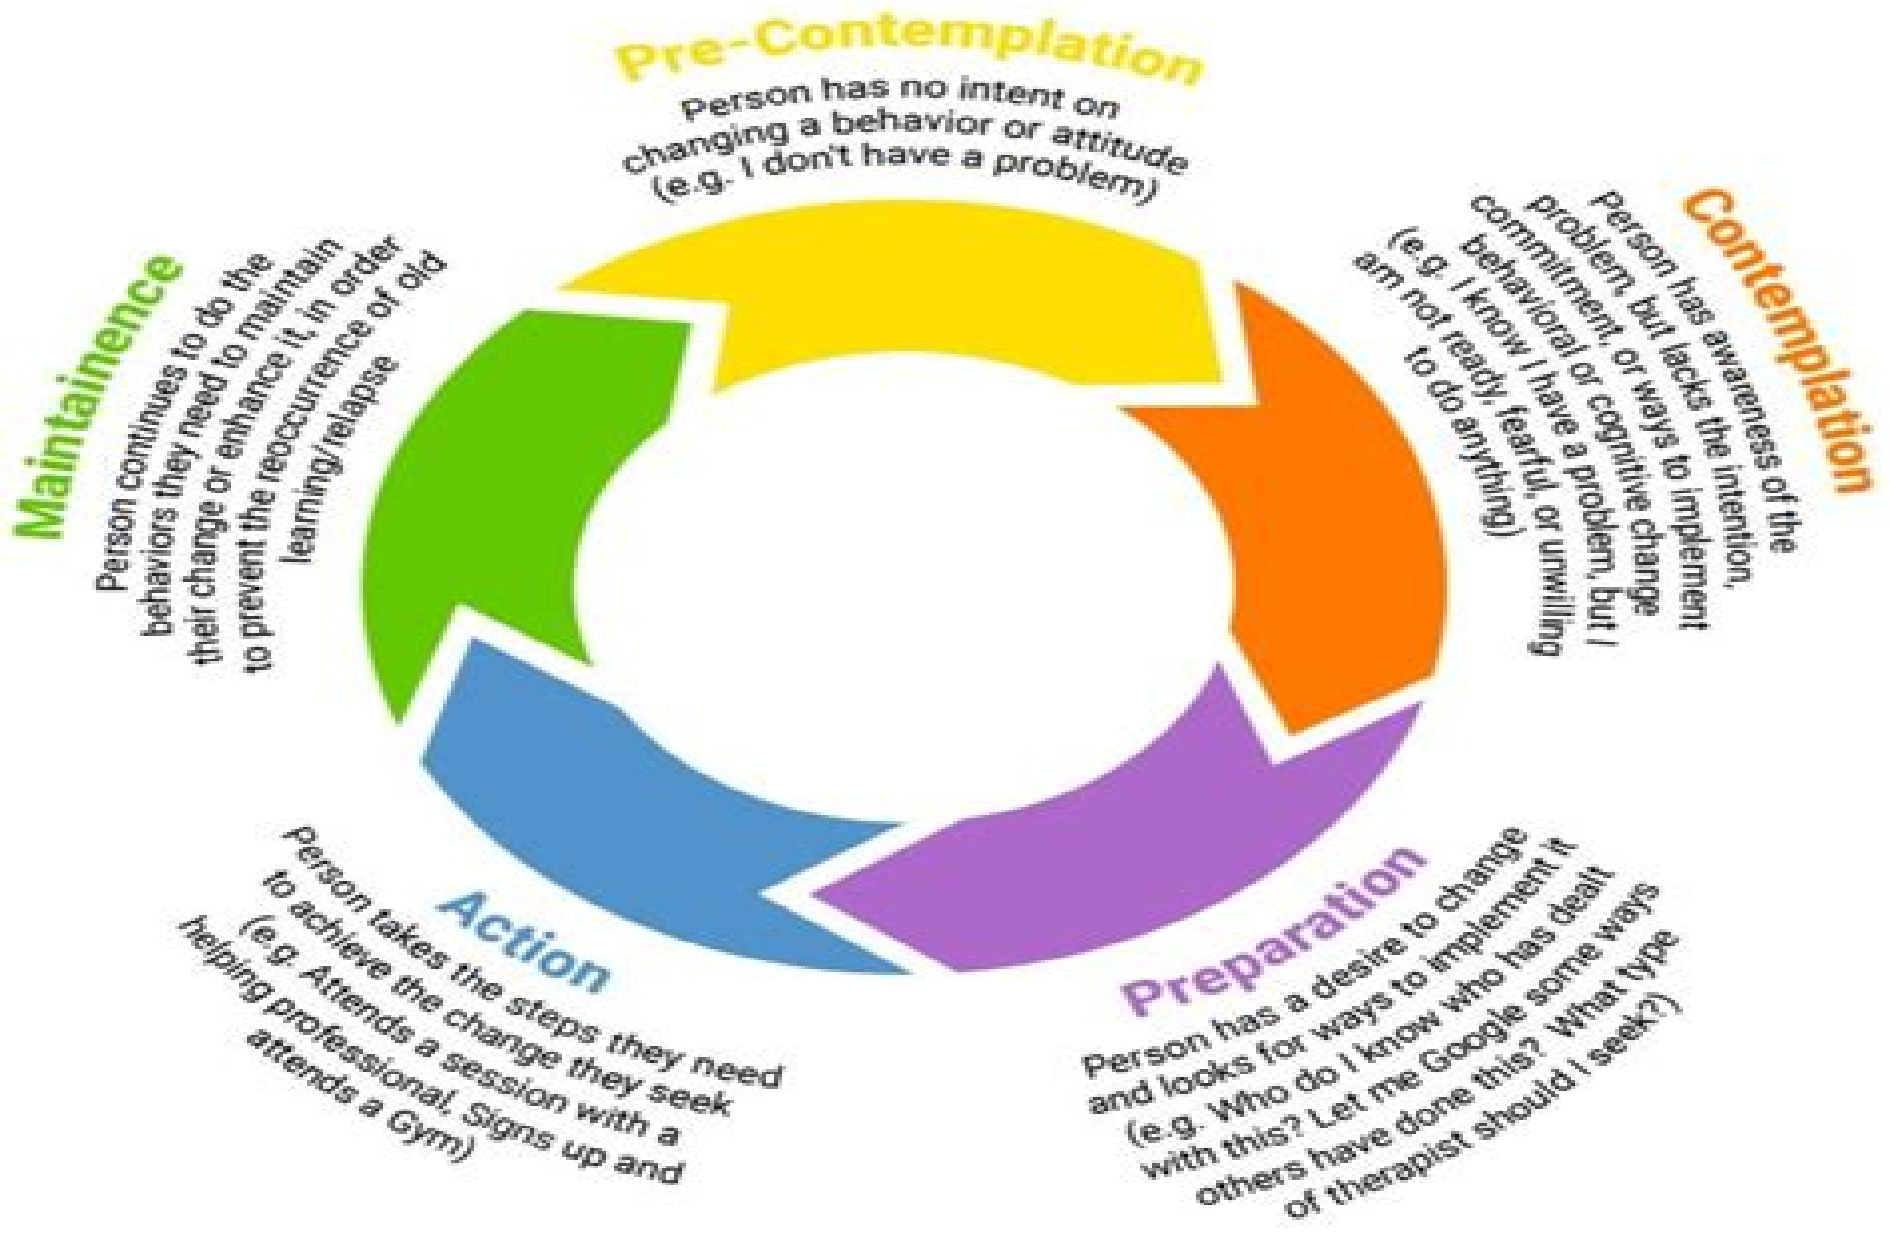 Pre-Contemplation
Person has no intent on
changing a behavior or attitude
(e.g. I don't have a problem)
Contemplation
Person has awareness of the
problem, but lacks the intention,
commitment, or ways to implement
behavioral or cognitive change
(e.g. I know I have a problem, but I
am not ready, fearful, or unwilling
to do anything)
Preparation
Person has a desire to change
and looks for ways to implement it
(e.g. Who do I know who has dealt
with this? Let me Google some ways
others have done this? What type
of therapist should I seek?)
Action
Person takes the steps they need
to achieve the change they seek
(e.g. Attends a session with a
helping professional. Signs up and
attends a Gym)
Maintainence
Person continues to do the
behaviors they need to maintain
their change or enhance it, in order
to prevent the reoccurrence of old
learning/relapse